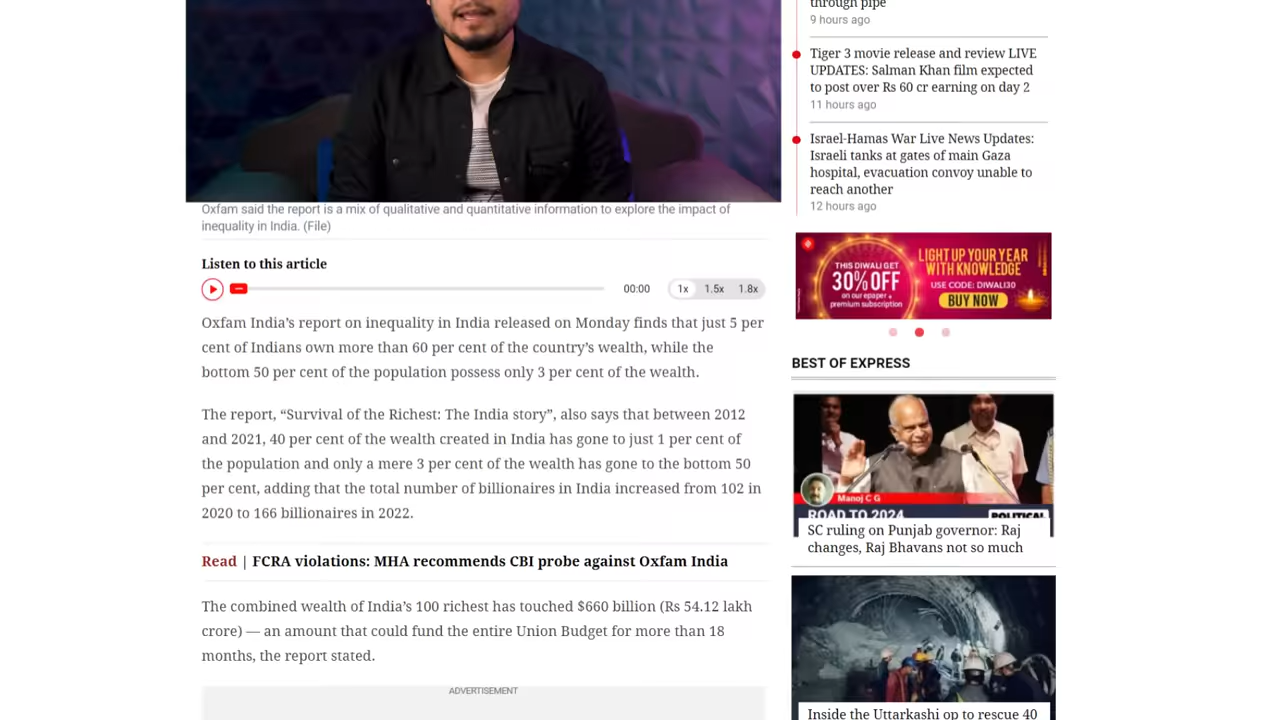 Oxfam said the report is a mix of qualitative and quantitative information to explore the impact of
inequality in India. (File)
Listen to this article
00:00
1x 1.5x 1.8x
Oxfam India’s report on inequality in India released on Monday finds that just 5 per
cent of Indians own more than 60 per cent of the country’s wealth, while the
bottom 50 per cent of the population possess only 3 per cent of the wealth.
The report, “Survival of the Richest: The India story”, also says that between 2012
and 2021, 40 per cent of the wealth created in India has gone to just 1 per cent of
the population and only a mere 3 per cent of the wealth has gone to the bottom 50
per cent, adding that the total number of billionaires in India increased from 102 in
2020 to 166 billionaires in 2022.
Read | FCRA violations: MHA recommends CBI probe against Oxfam India
The combined wealth of India’s 100 richest has touched $660 billion (Rs 54.12 lakh
crore) — an amount that could fund the entire Union Budget for more than 18
months, the report stated.
ADVERTISEMENT
through pipe
9 hours ago
Tiger 3 movie release and review LIVE
UPDATES: Salman Khan film expected
to post over Rs 60 cr earning on day 2
11 hours ago
Israel-Hamas War Live News Updates:
Israeli tanks at gates of main Gaza
hospital, evacuation convoy unable to
reach another
12 hours ago
THIS DIWALI GET
30% OFF
on our epaper +
premium subscription
LIGHT UP YOUR YEAR
WITH KNOWLEDGE
USE CODE: DIWALI30
BUY NOW
BEST OF EXPRESS
Manoj C G
ROAD TO 2024
POLITICAL
SC ruling on Punjab governor: Raj
changes, Raj Bhavans not so much
Inside the Uttarkashi op to rescue 40